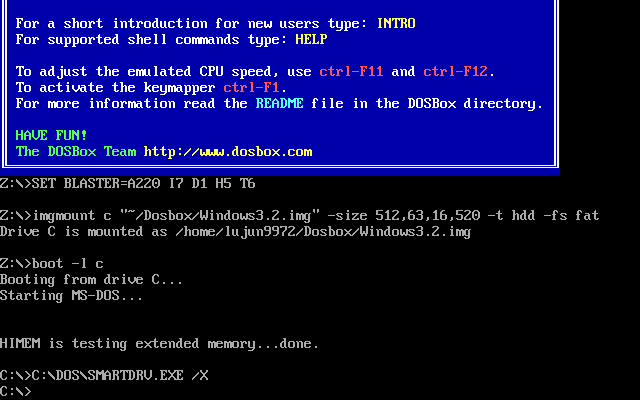 For a short introduction for new users type: INTRO
For supported shell commands type: HELP
To adjust the emulated CPU speed, use ctrl-F11 and ctrl-F12.
To activate the keymapper ctrl-F1.
For more information read the README file in the DOSBox directory.
HAVE FUN!
The DOSBox Team http://www.dosbox.com
Z:\>SET BLASTER=A220 I7 D1 H5 T6
Z:\>imgmount c "~/Dosbox/Windows3.2.img" -size 512,63,16,520 -t hdd -fs fat
Drive C is mounted as /home/lujun9972/Dosbox/Windows3.2.img
Z:\>boot -l c
Booting from drive C...
Starting MS-DOS...
HIMEM is testing extended memory...done.
C:\>C:\DOS\SMARTDRV.EXE /X
C:\>